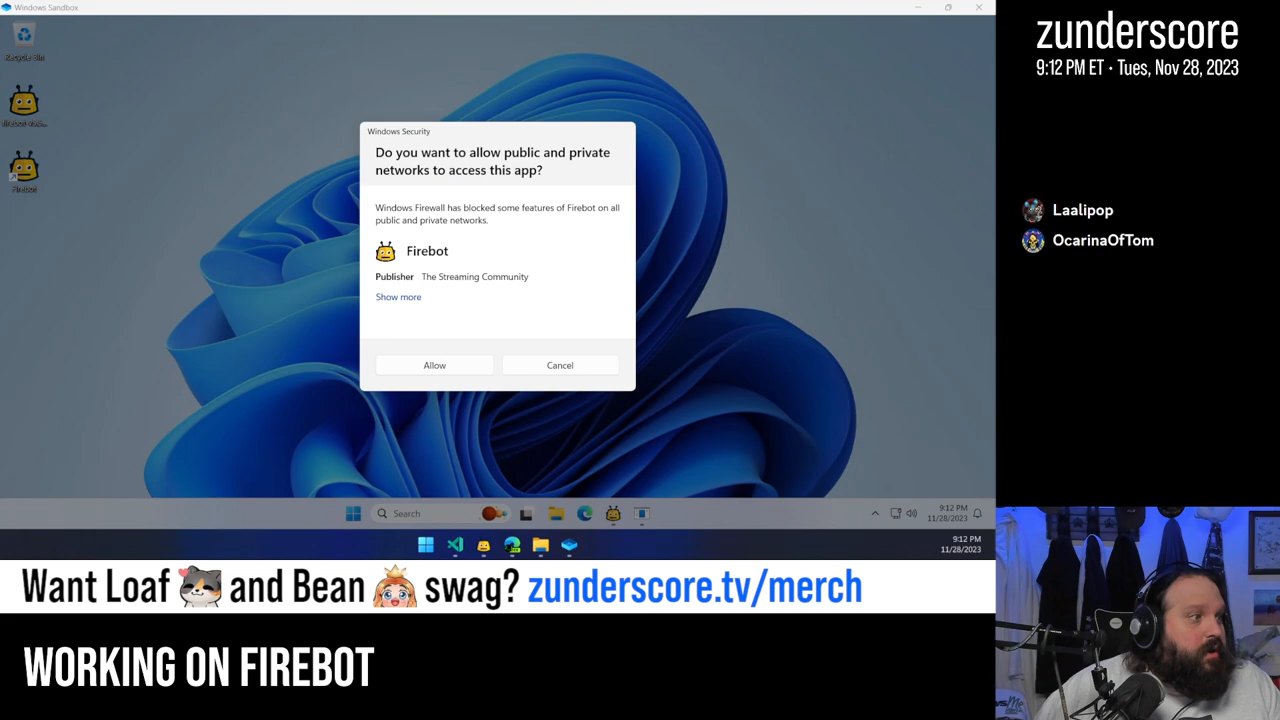 Windows Sandbox
zunderscore
9:12 PM ET · Tues, Nov 28, 2023
Recycle Bin
Firebot
Windows Security
Do you want to allow public and private
networks to access this app?
Windows Firewall has blocked some features of Firebot on all
public and private networks.
Firebot
Publisher The Streaming Community
Show more
Allow
Cancel
Laalipop
OcarinaOfTom
Search
9:12 PM
11/28/2023
9:12 PM
11/28/2023
Want Loaf and Bean swag? zunderscore.tv/merch
WORKING ON FIREBOT